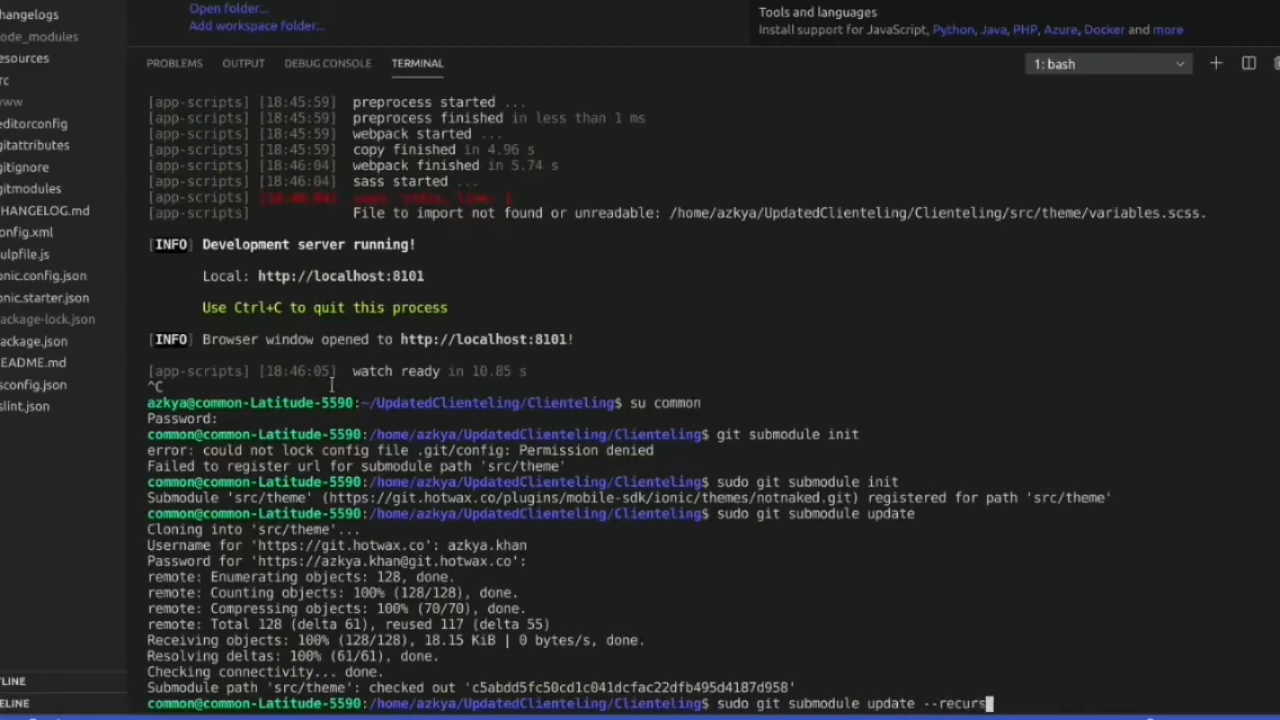 hangelogs
ode_modules
esources
rc
ww
editorconfig
gitattributes
gitignore
gitmodules
HANGELOG.md
onfig.xml
ulpfile.js
onic.config.json
onic.starter.json
ackage-lock.json
ackage.json
EADME.md
sconfig.json
slint.json
TLINE
ELINE
Open folder...
Add workspace folder...
Tools and languages
Install support for JavaScript, Python, Java, PHP, Azure, Docker and more
PROBLEMS OUTPUT DEBUG CONSOLE TERMINAL
1: bash
[app-scripts] [18:45:59] preprocess started ...
[app-scripts] [18:45:59] preprocess finished in less than 1 ms
[app-scripts] [18:45:59] webpack started ...
[app-scripts] [18:45:59] copy finished in 4.96 s
[app-scripts] [18:46:04] webpack finished in 5.74 s
[app-scripts] [18:46:04] sass started ...
[app-scripts]
[app-scripts] File to import not found or unreadable: /home/azkya/UpdatedClienteling/Clienteling/src/theme/variables.scss.
[INFO] Development server running!
Local: http://localhost:8101
Use Ctrl+C to quit this process
[INFO] Browser window opened to http://localhost:8101!
[app-scripts] [18:46:05] watch ready in 10.85 s
^C
azkya@common-Latitude-5590:~/UpdatedClienteling/Clienteling$ su common
Password:
common@common-Latitude-5590:/home/azkya/UpdatedClienteling/Clienteling$ git submodule init
error: could not lock config file .git/config: Permission denied
Failed to register url for submodule path 'src/theme'
common@common-Latitude-5590:/home/azkya/UpdatedClienteling/Clienteling$ sudo git submodule init
Submodule 'src/theme' (https://git.hotwax.co/plugins/mobile-sdk/ionic/themes/notnaked.git) registered for path 'src/theme'
common@common-Latitude-5590:/home/azkya/UpdatedClienteling/Clienteling$ sudo git submodule update
Cloning into 'src/theme'...
Username for 'https://git.hotwax.co': azkya.khan
Password for 'https://azkya.khan@git.hotwax.co':
remote: Enumerating objects: 128, done.
remote: Counting objects: 100% (128/128), done.
remote: Compressing objects: 100% (70/70), done.
remote: Total 128 (delta 61), reused 117 (delta 55)
Receiving objects: 100% (128/128), 18.15 KiB | 0 bytes/s, done.
Resolving deltas: 100% (61/61), done.
Checking connectivity... done.
Submodule path 'src/theme': checked out 'c5abdd5fc50cd1c041dcfac22dfb495d4187d958'
common@common-Latitude-5590:/home/azkya/UpdatedClienteling/Clienteling$ sudo git submodule update --recurs